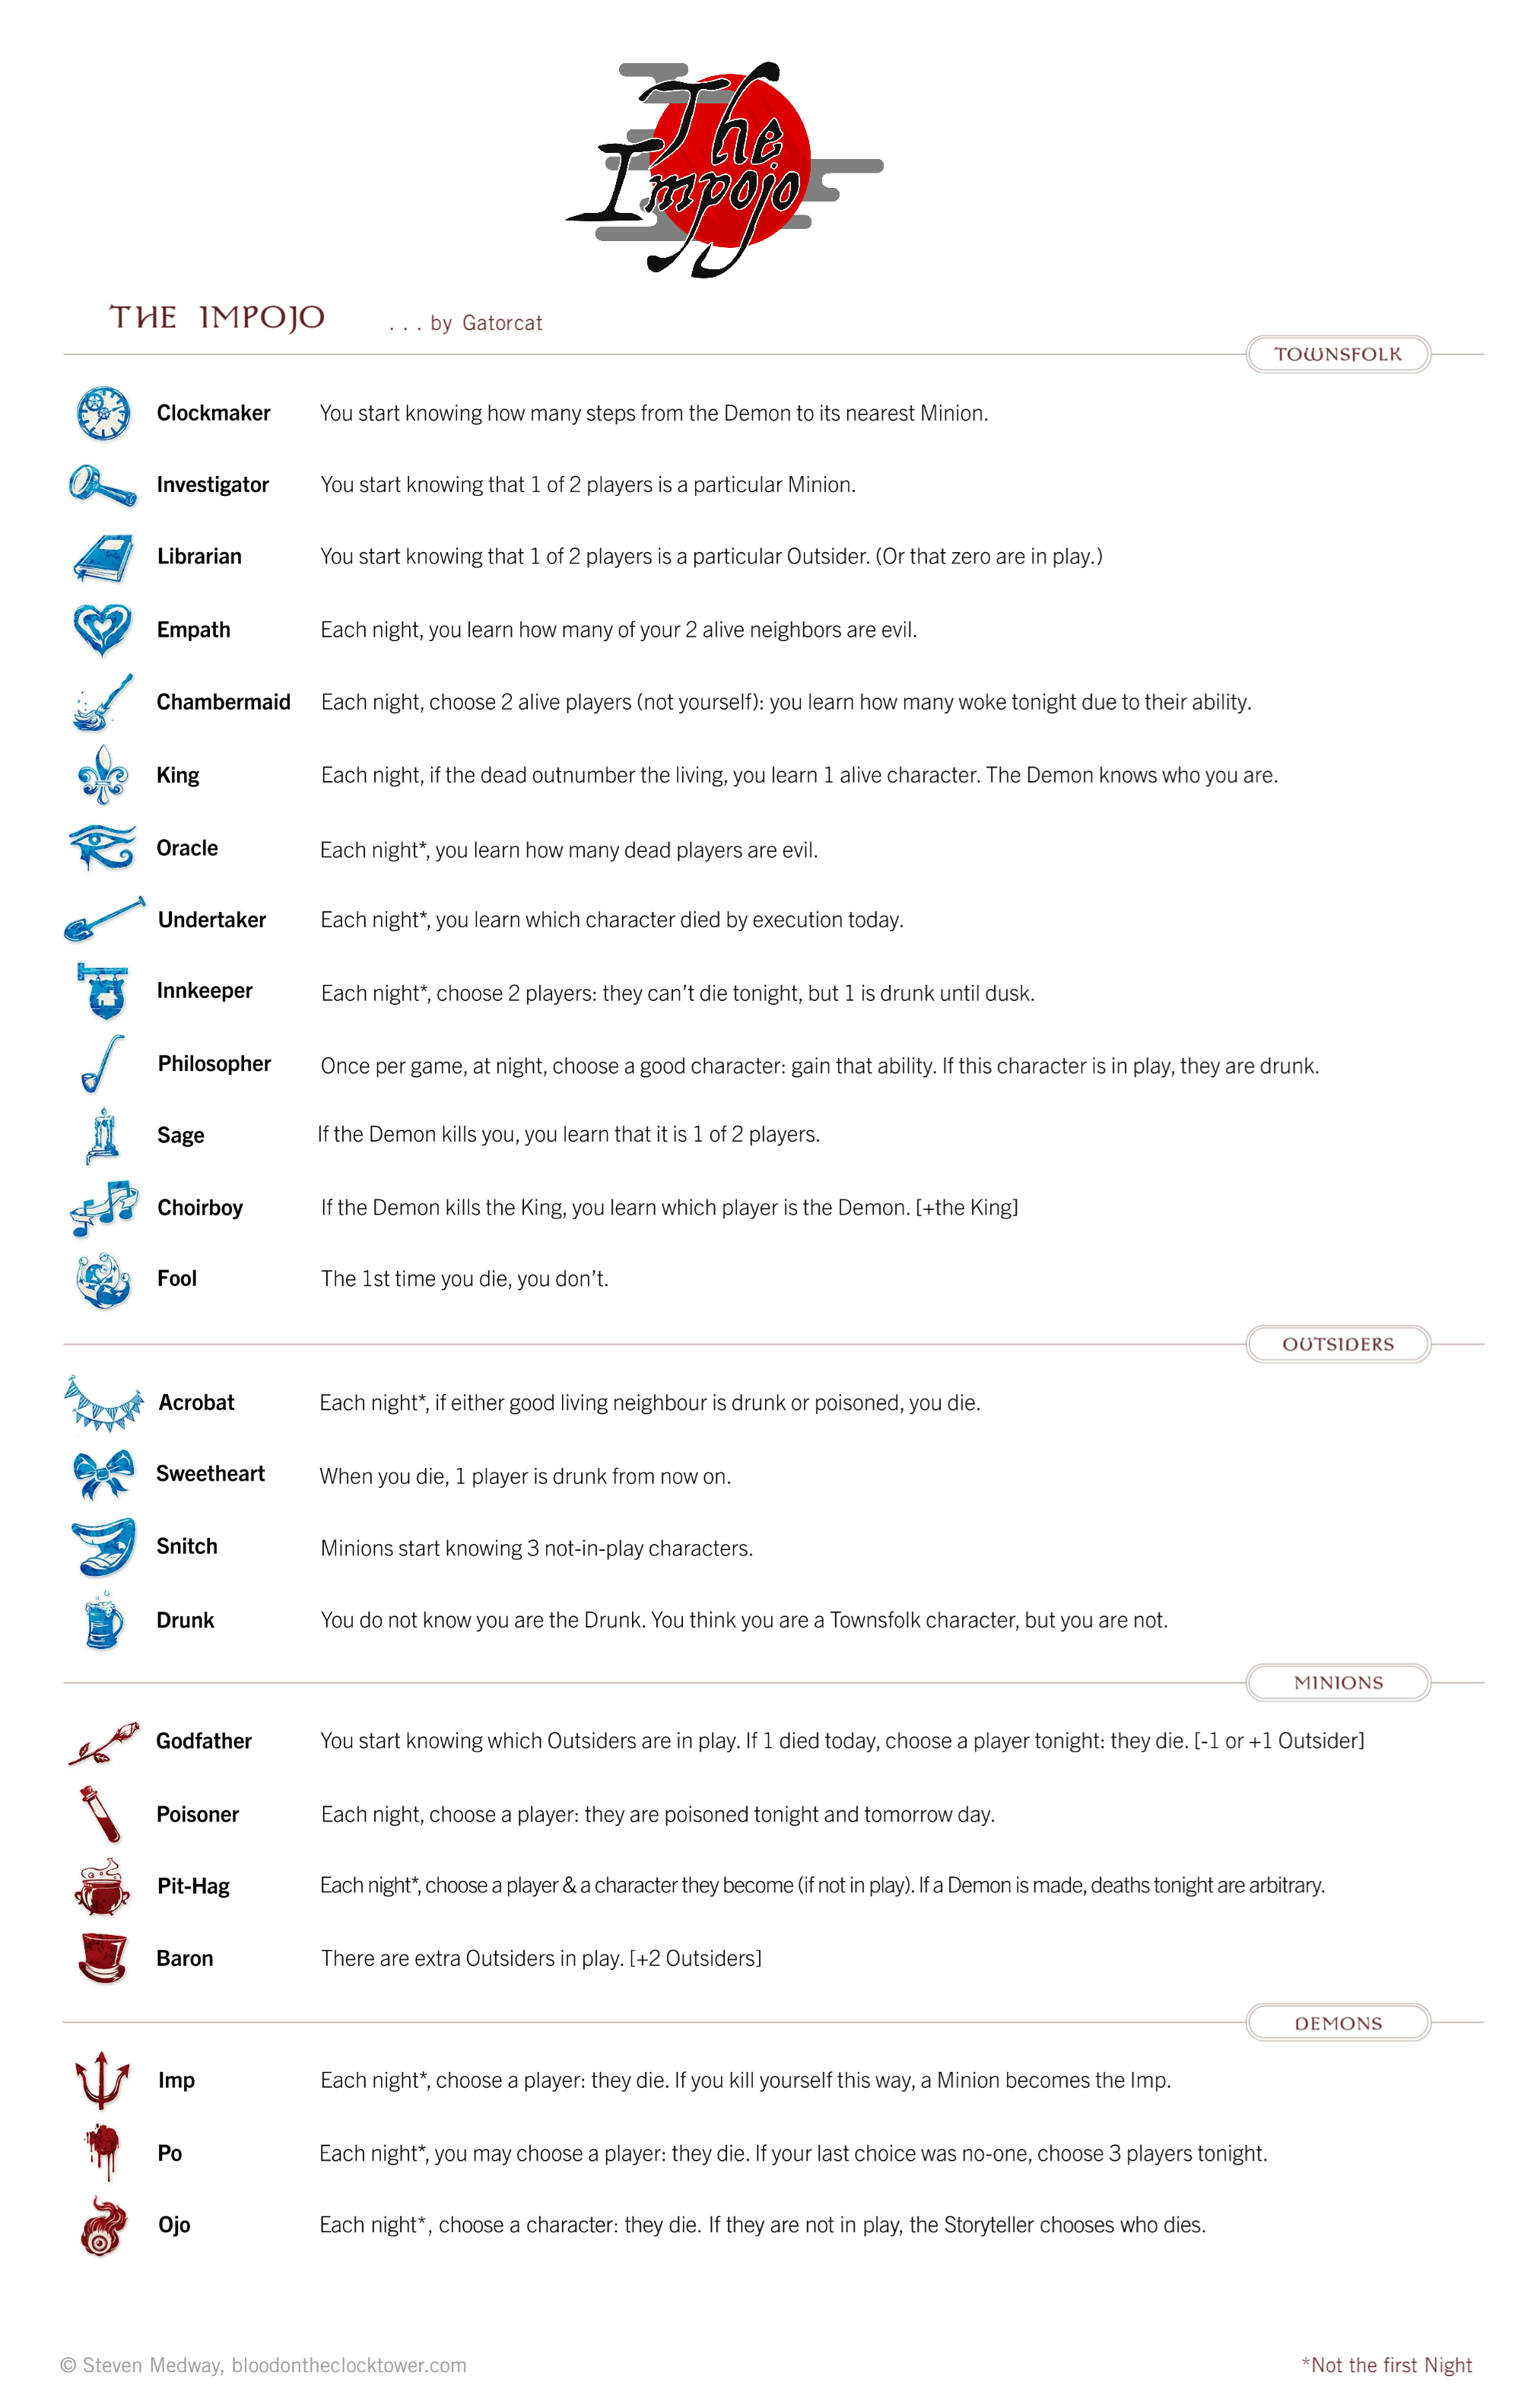 The
Impojo
THE IMPOJO . . . by Gatorcat
TOWNSFOLK
Clockmaker You start knowing how many steps from the Demon to its nearest Minion.
Investigator You start knowing that 1 of 2 players is a particular Minion.
Librarian You start knowing that 1 of 2 players is a particular Outsider. (Or that zero are in play.)
Empath Each night, you learn how many of your 2 alive neighbors are evil.
Chambermaid Each night, choose 2 alive players (not yourself): you learn how many woke tonight due to their ability.
King Each night, if the dead outnumber the living, you learn 1 alive character. The Demon knows who you are.
Oracle Each night*, you learn how many dead players are evil.
Undertaker Each night*, you learn which character died by execution today.
Innkeeper Each night*, choose 2 players: they can’t die tonight, but 1 is drunk until dusk.
Philosopher Once per game, at night, choose a good character: gain that ability. If this character is in play, they are drunk.
Sage If the Demon kills you, you learn that it is 1 of 2 players.
Choirboy If the Demon kills the King, you learn which player is the Demon. [+the King]
Fool The 1st time you die, you don’t.
OUTSIDERS
Acrobat Each night*, if either good living neighbour is drunk or poisoned, you die.
Sweetheart When you die, 1 player is drunk from now on.
Snitch Minions start knowing 3 not-in-play characters.
Drunk You do not know you are the Drunk. You think you are a Townsfolk character, but you are not.
MINIONS
Godfather You start knowing which Outsiders are in play. If 1 died today, choose a player tonight: they die. [-1 or +1 Outsider]
Poisoner Each night, choose a player: they are poisoned tonight and tomorrow day.
Pit-Hag Each night*, choose a player & a character they become (if not in play). If a Demon is made, deaths tonight are arbitrary.
Baron There are extra Outsiders in play. [+2 Outsiders]
DEMONS
Imp Each night*, choose a player: they die. If you kill yourself this way, a Minion becomes the Imp.
Po Each night*, you may choose a player: they die. If your last choice was no-one, choose 3 players tonight.
Ojo Each night*, choose a character: they die. If they are not in play, the Storyteller chooses who dies.
© Steven Medway, bloodontheclocktower.com *Not the first Night